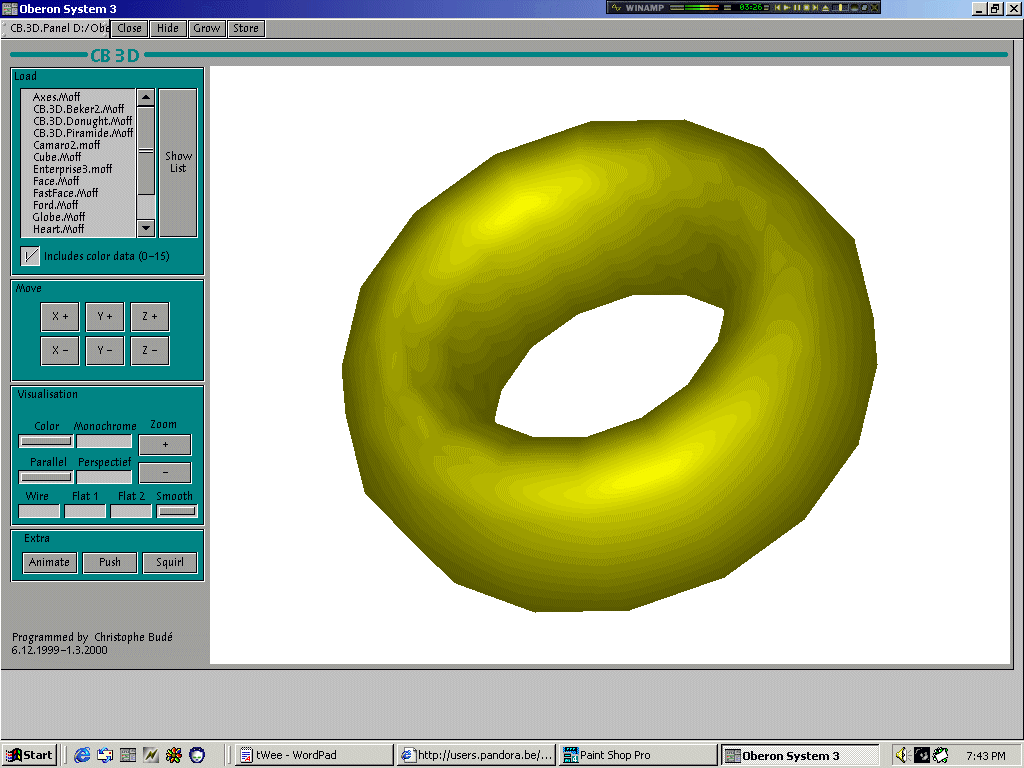 Oberon System 3
WINAMP
03:26
CB.3D.Panel D:/Obe
Close
Hide
Grow
Store
CB 3D
Load
Axes.Moff
CB.3D.Beker2.Moff
CB.3D.Donught.Moff
CB.3D.Piramide.Moff
Camaro2.moff
Cube.Moff
Enterprise3.moff
Face.Moff
FastFace.Moff
Ford.Moff
Globe.Moff
Heart.Moff
Show
List
Includes color data (0-15)
Move
X +
Y +
Z +
X -
Y -
Z -
Visualisation
Color
Monochrome
Zoom
+
Parallel
Perspectief
-
Wire
Flat 1
Flat 2
Smooth
Extra
Animate
Push
Squirl
Programmed by Christophe Budé
6.12.1999-1.3.2000
Start
tWee - WordPad
http://users.pandora.be/...
Paint Shop Pro
Oberon System 3
7:43 PM